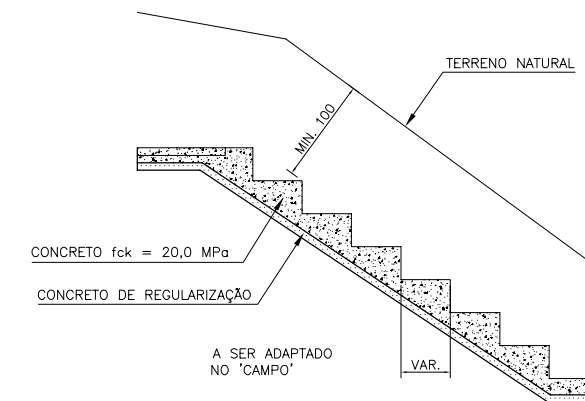 TERRENO NATURAL
MIN. 100
CONCRETO fck = 20,0 MPa
CONCRETO DE REGULARIZAÇÃO
A SER ADAPTADO
NO 'CAMPO'
VAR.